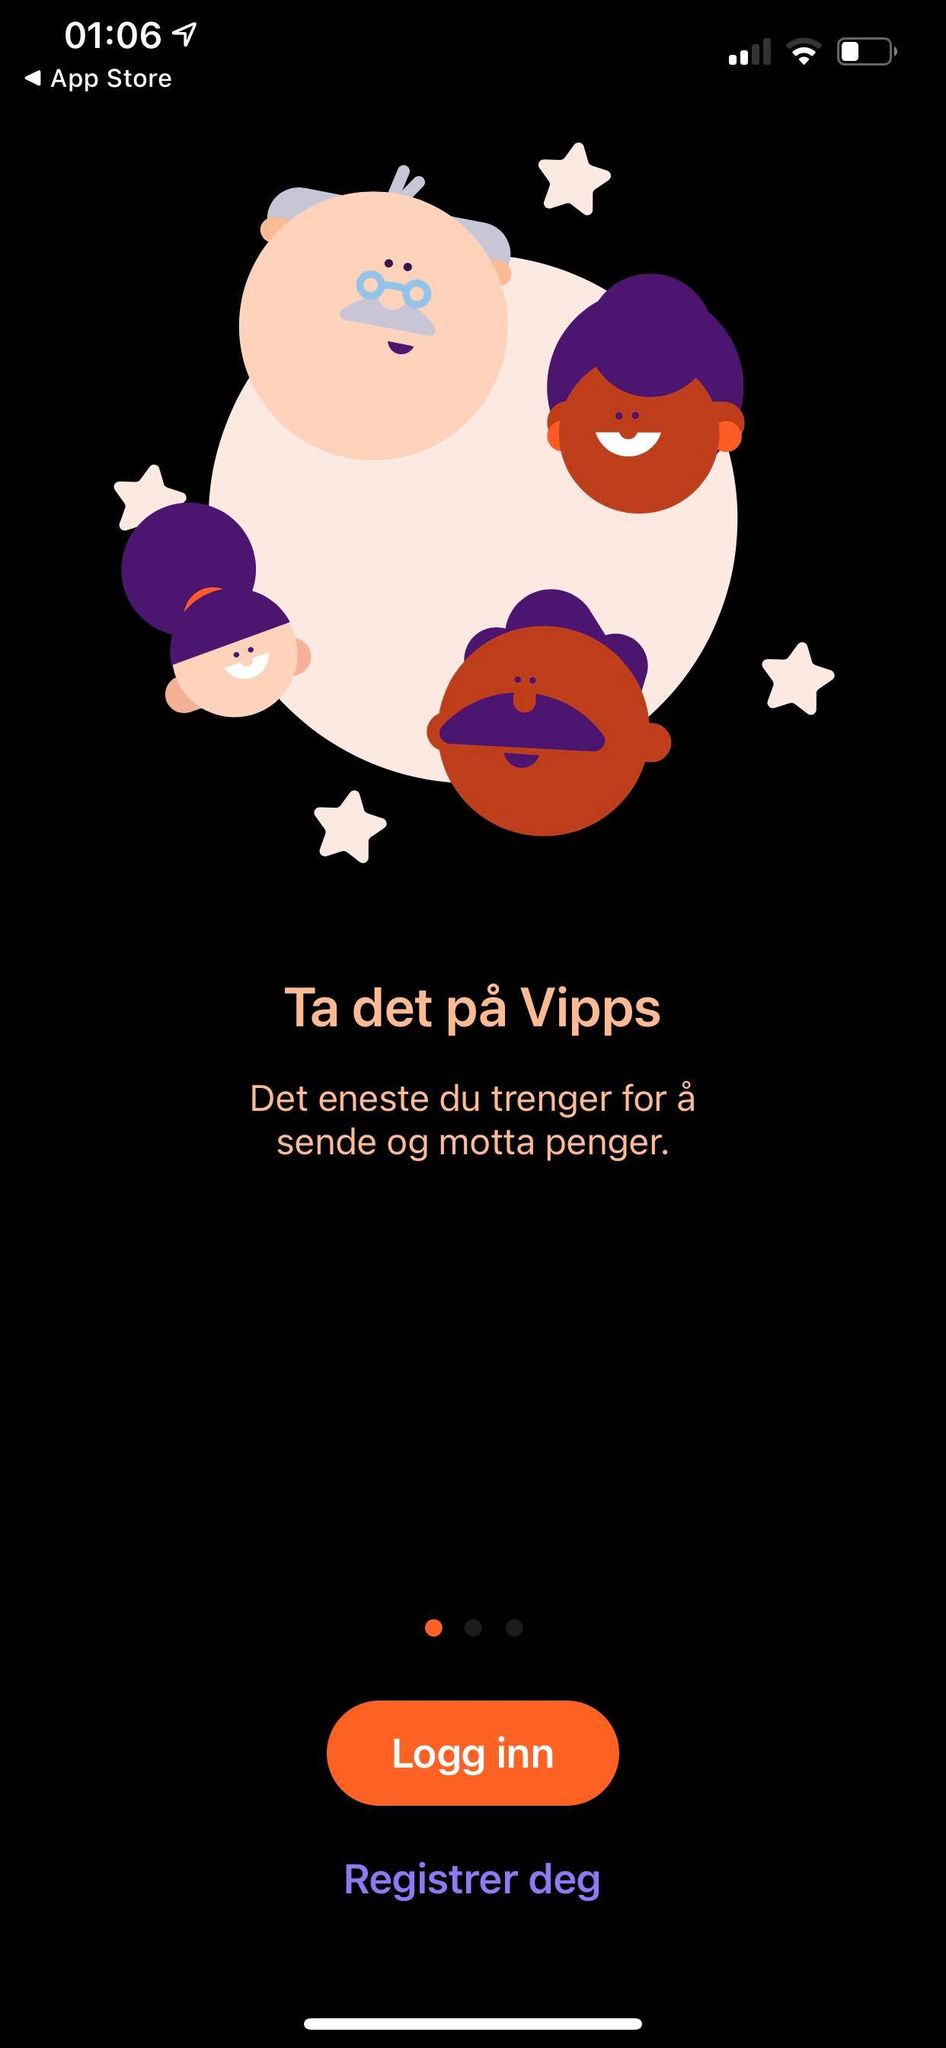 01:06
App Store
Ta det på Vipps
Det eneste du trenger for å
sende og motta penger.
Logg inn
Registrer deg